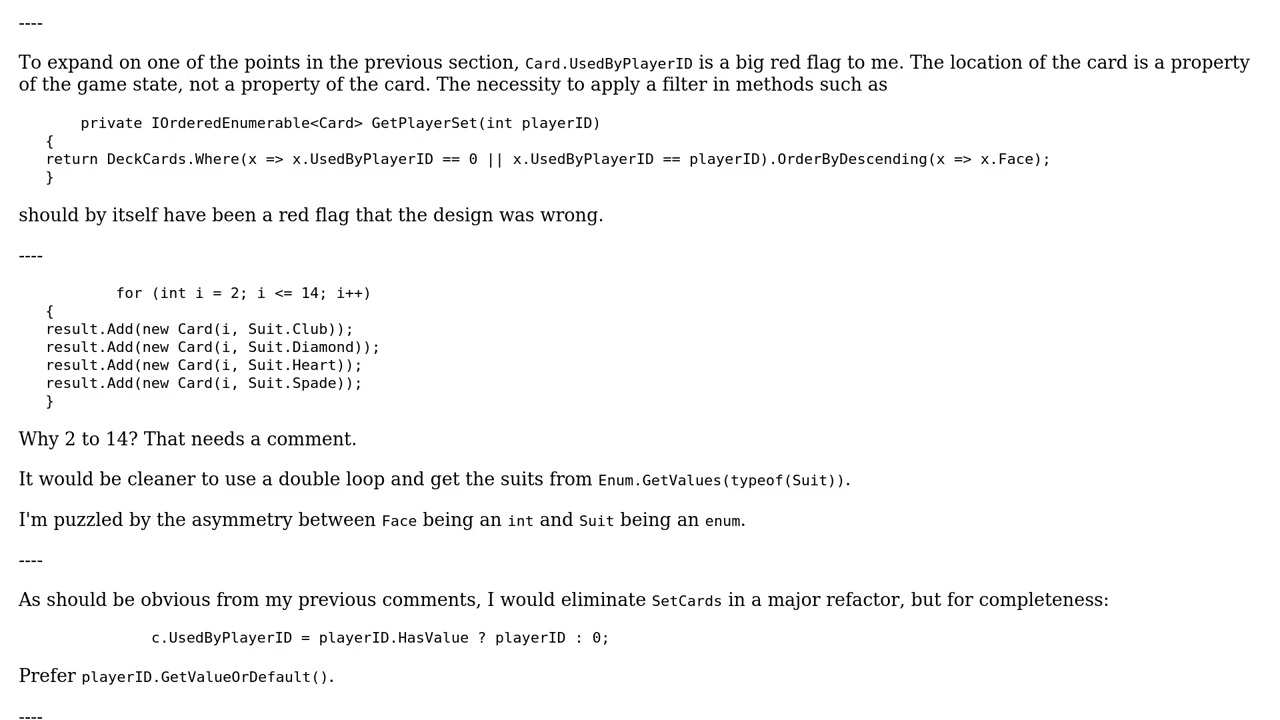 ----
To expand on one of the points in the previous section, Card.UsedByPlayerID is a big red flag to me. The location of the card is a property
of the game state, not a property of the card. The necessity to apply a filter in methods such as
private IOrderedEnumerable<Card> GetPlayerSet(int playerID)
{
return DeckCards.Where(x => x.UsedByPlayerID == 0 || x.UsedByPlayerID == playerID).OrderByDescending(x => x.Face);
}
should by itself have been a red flag that the design was wrong.
----
for (int i = 2; i <= 14; i++)
{
result.Add(new Card(i, Suit.Club));
result.Add(new Card(i, Suit.Diamond));
result.Add(new Card(i, Suit.Heart));
result.Add(new Card(i, Suit.Spade));
}
Why 2 to 14? That needs a comment.
It would be cleaner to use a double loop and get the suits from Enum.GetValues(typeof(Suit)).
I'm puzzled by the asymmetry between Face being an int and Suit being an enum.
----
As should be obvious from my previous comments, I would eliminate SetCards in a major refactor, but for completeness:
c.UsedByPlayerID = playerID.HasValue ? playerID : 0;
Prefer playerID.GetValueOrDefault().
----